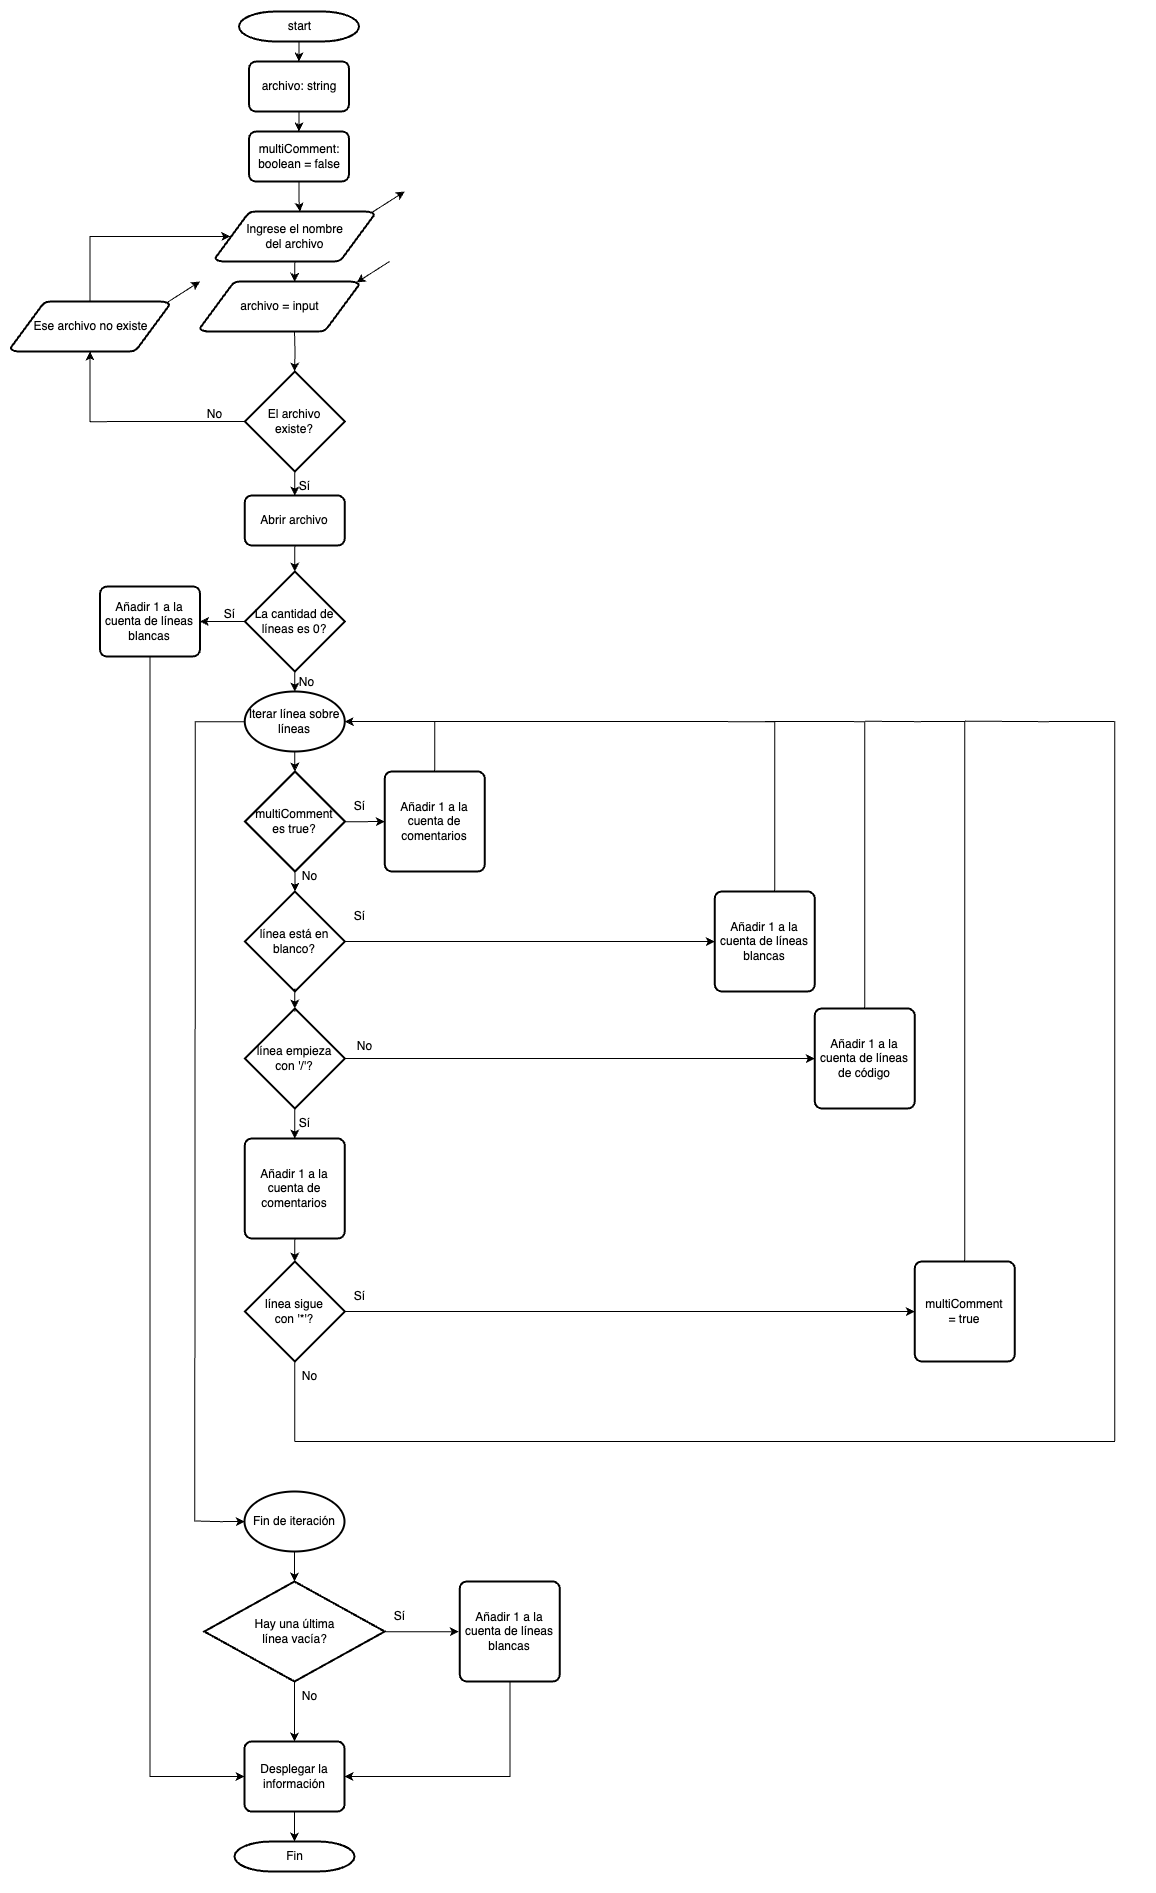 start
archivo: string
multiComment:
boolean = false
Ingrese el nombre
del archivo
archivo = input
Ese archivo no existe
El archivo
existe?
No
Sí
Abrir archivo
La cantidad de
líneas es 0?
Sí
Añadir 1 a la
cuenta de líneas
blancas
No
Iterar línea sobre
líneas
multiComment
es true?
Sí
Añadir 1 a la
cuenta de
comentarios
No
línea está en
blanco?
Sí
Añadir 1 a la
cuenta de líneas
blancas
línea empieza
con '/'?
No
Añadir 1 a la
cuenta de líneas
de código
Sí
Añadir 1 a la
cuenta de
comentarios
línea sigue
con '*'?
Sí
multiComment
= true
No
Fin de iteración
Hay una última
línea vacía?
Sí
Añadir 1 a la
cuenta de líneas
blancas
No
Desplegar la
información
Fin